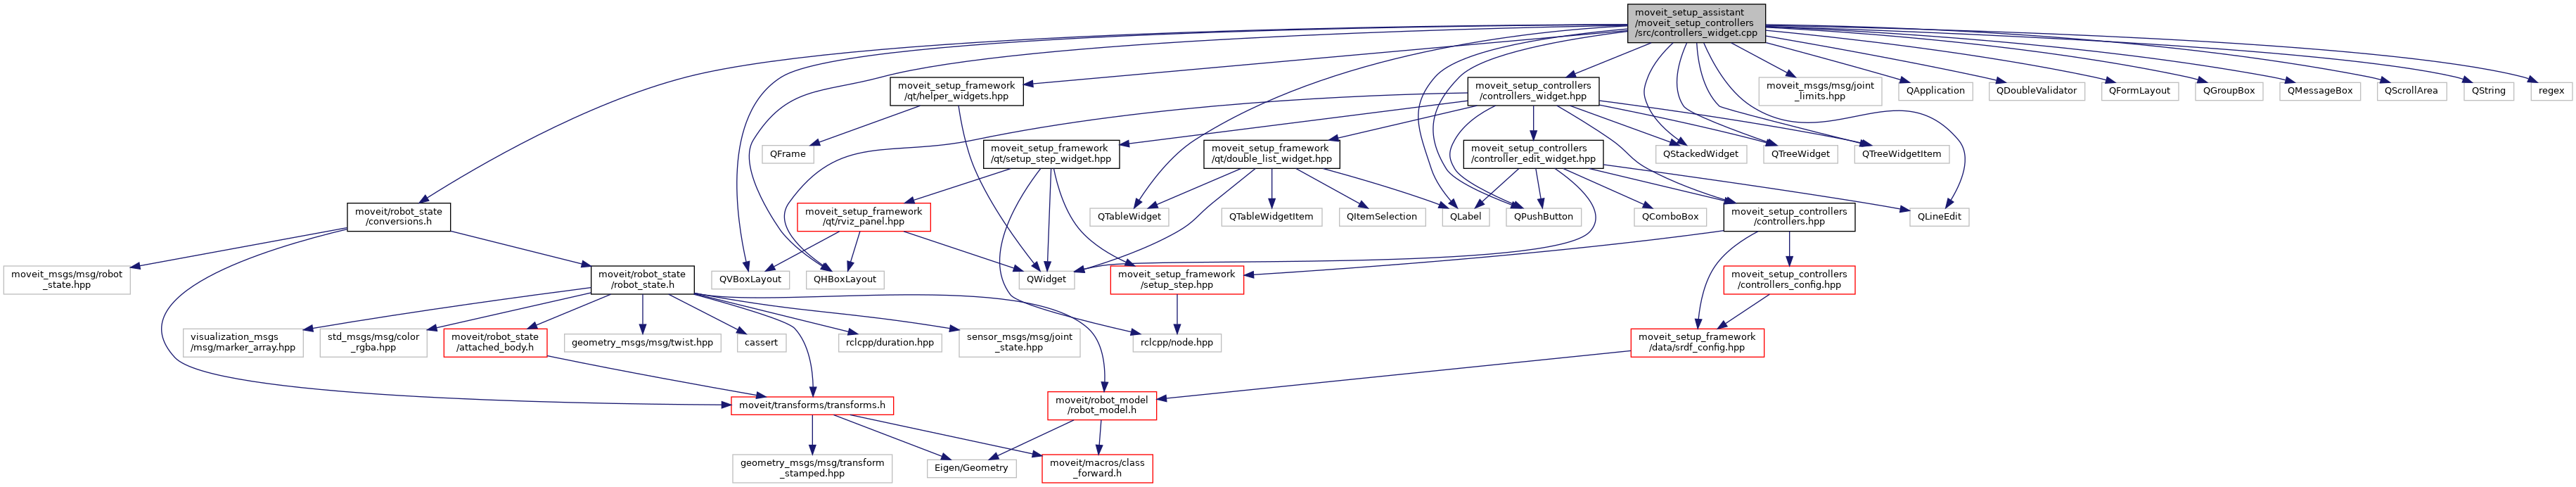 moveit_setup_assistant
/moveit_setup_controllers
/src/controllers_widget.cpp
moveit_setup_framework
/qt/helper_widgets.hpp
moveit_setup_controllers
/controllers_widget.hpp
moveit_msgs/msg/joint
_limits.hpp
QApplication
QDoubleValidator
QFormLayout
QGroupBox
QMessageBox
QScrollArea
QString
regex
QFrame
moveit_setup_framework
/qt/setup_step_widget.hpp
moveit_setup_framework
/qt/double_list_widget.hpp
moveit_setup_controllers
/controller_edit_widget.hpp
QStackedWidget
QTreeWidget
QTreeWidgetItem
moveit/robot_state
/conversions.h
moveit_setup_framework
/qt/rviz_panel.hpp
QTableWidget
QTableWidgetItem
QItemSelection
QLabel
QPushButton
QComboBox
moveit_setup_controllers
/controllers.hpp
QLineEdit
moveit_msgs/msg/robot
_state.hpp
moveit/robot_state
/robot_state.h
QVBoxLayout
QHBoxLayout
QWidget
moveit_setup_framework
/setup_step.hpp
moveit_setup_controllers
/controllers_config.hpp
visualization_msgs
/msg/marker_array.hpp
std_msgs/msg/color
_rgba.hpp
moveit/robot_state
/attached_body.h
geometry_msgs/msg/twist.hpp
cassert
rclcpp/duration.hpp
sensor_msgs/msg/joint
_state.hpp
rclcpp/node.hpp
moveit_setup_framework
/data/srdf_config.hpp
moveit/transforms/transforms.h
moveit/robot_model
/robot_model.h
geometry_msgs/msg/transform
_stamped.hpp
Eigen/Geometry
moveit/macros/class
_forward.h